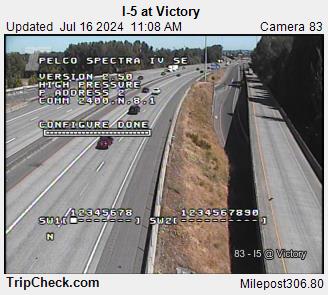 I-5 at Victory
Updated Jul 16 2024 11:08 AM Camera 83
PELCO SPECTRA IV SE
VERSION 2.50
HIGH PRESSURE
P ADDRESS 2
COMM 2400.N.8.1
CONFIGURE DONE
12345678 1234567890
SW1 SW2
N
83 - I5 @ Victory
TripCheck.com Milepost306.80